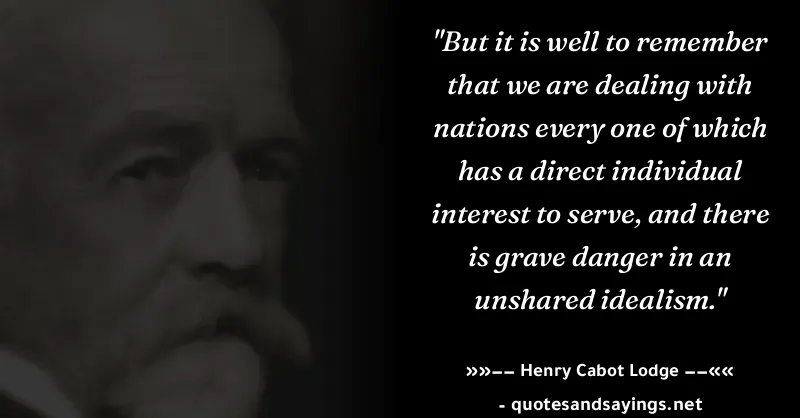 "But it is well to remember
that we are dealing with
nations every one of which
has a direct individual
interest to serve, and there
is grave danger in an
unshared idealism."
»»−− Henry Cabot Lodge −−««
- quotesandsayings.net